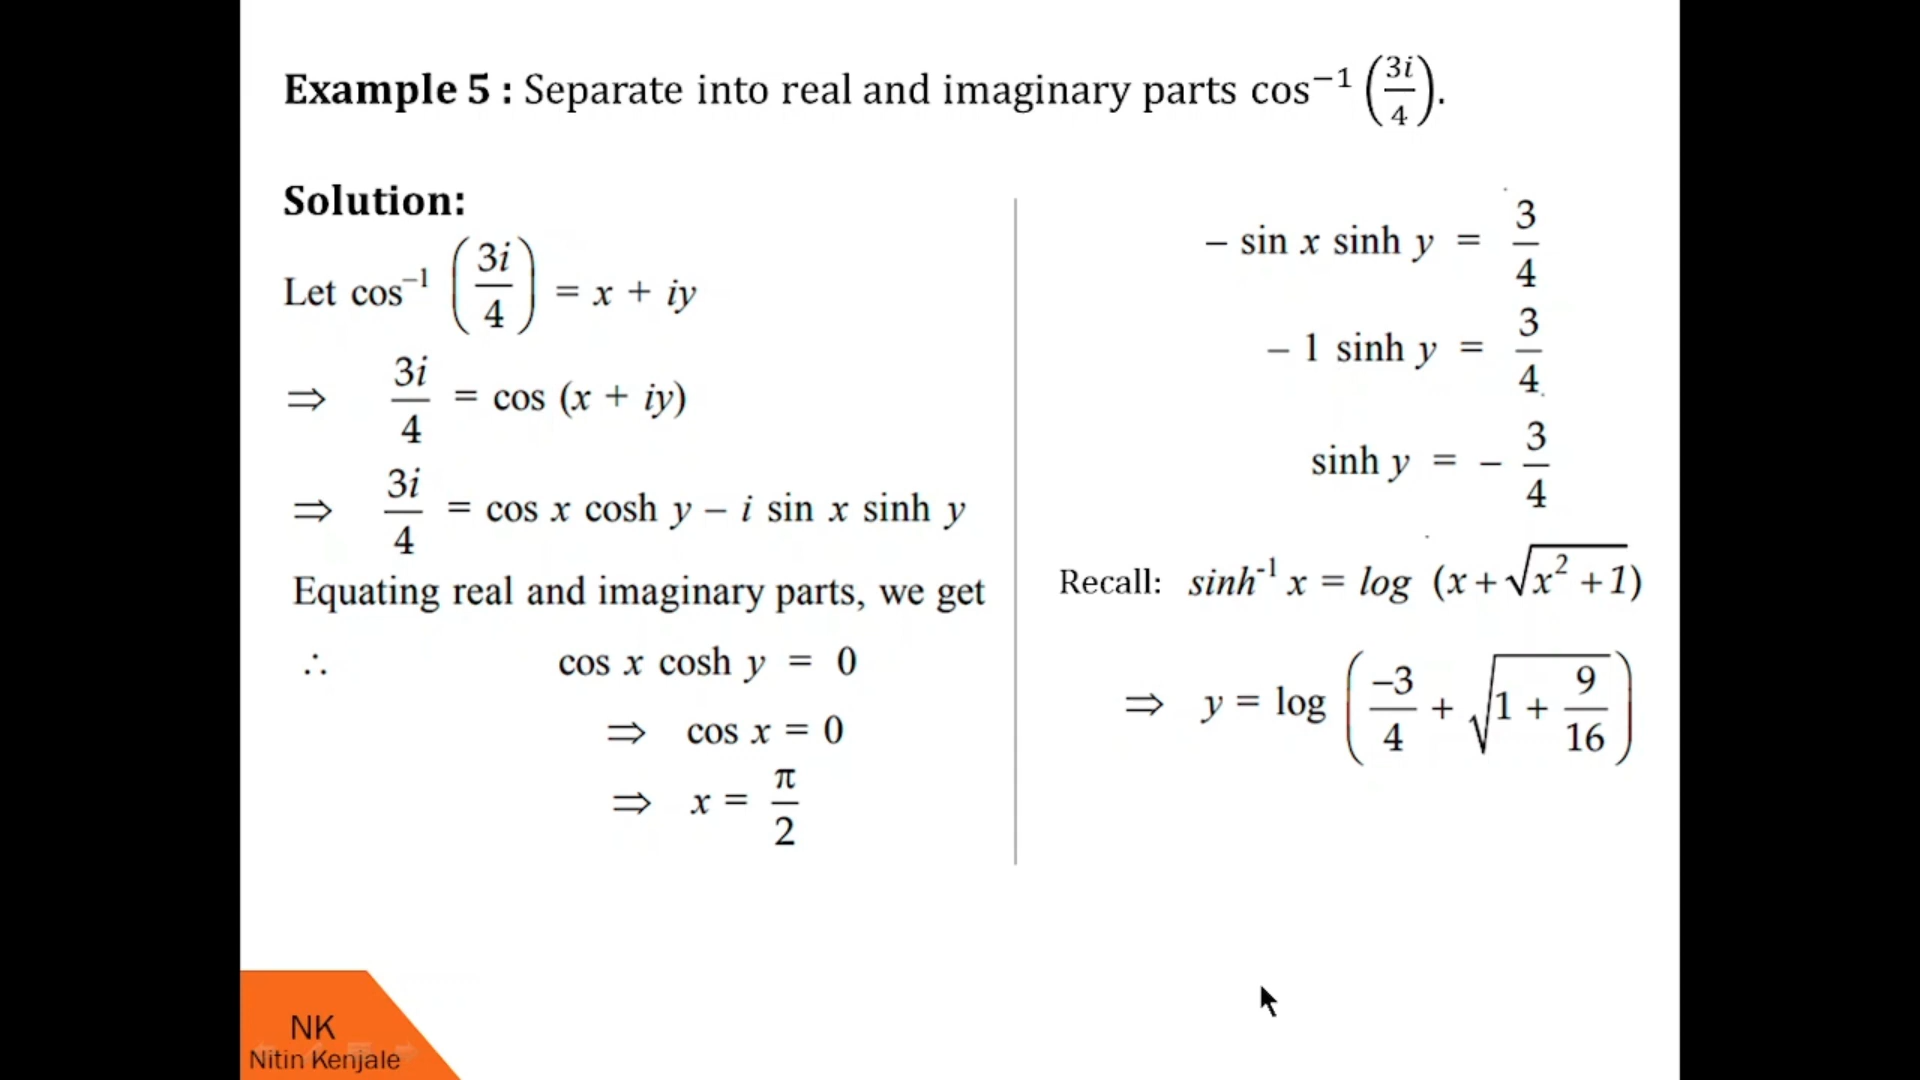 Example 5 : Separate into real and imaginary parts cos⁻¹ (3i/4).
Solution:
Let cos⁻¹ (3i/4) = x + iy
⇒ 3i/4 = cos (x + iy)
⇒ 3i/4 = cos x cosh y – i sin x sinh y
Equating real and imaginary parts, we get
∴ cos x cosh y = 0
⇒ cos x = 0
⇒ x = π/2
– sin x sinh y = 3/4
– 1 sinh y = 3/4
sinh y = – 3/4
Recall: sinh⁻¹ x = log (x + √(x² + 1))
⇒ y = log (–3/4 + √(1 + 9/16))
NK
Nitin Kenjale